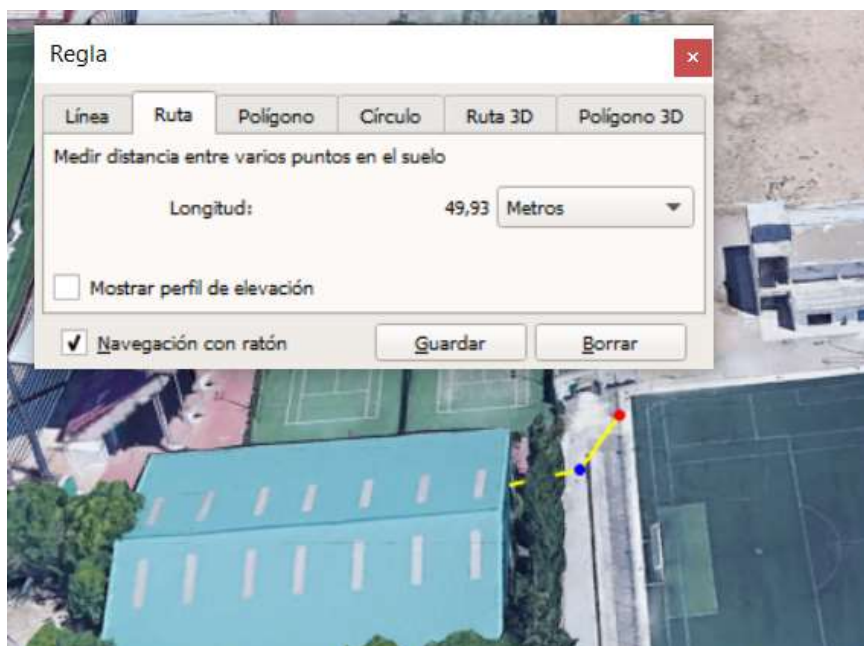 Regla
Línea Ruta Polígono Círculo Ruta 3D Polígono 3D
Medir distancia entre varios puntos en el suelo
Longitud: 49,93 Metros
Mostrar perfil de elevación
Navegación con ratón Guardar Borrar